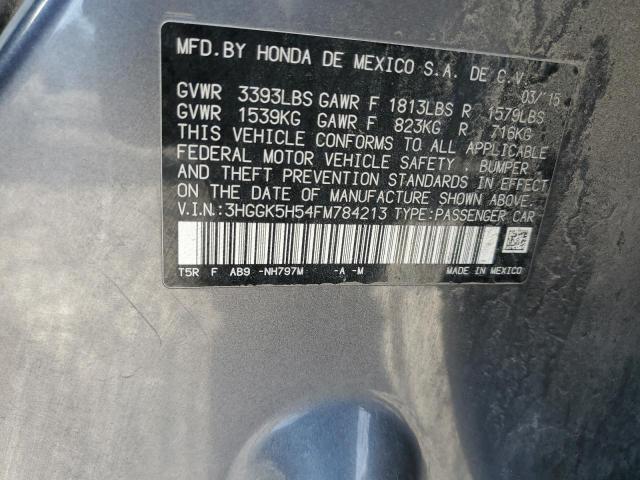 MFD.BY HONDA DE MEXICO S.A. DE C.V.
03/'15
GVWR 3393LBS GAWR F 1813LBS R 1579LBS
GVWR 1539KG GAWR F 823KG R 716KG
THIS VEHICLE CONFORMS TO ALL APPLICABLE
FEDERAL MOTOR VEHICLE SAFETY, BUMPER,
AND THEFT PREVENTION STANDARDS IN EFFECT
ON THE DATE OF MANUFACTURE SHOWN ABOVE.
V.I.N.:3HGGK5H54FM784213 TYPE:PASSENGER CAR
T5R F AB9 -NH797M -A -M MADE IN MEXICO